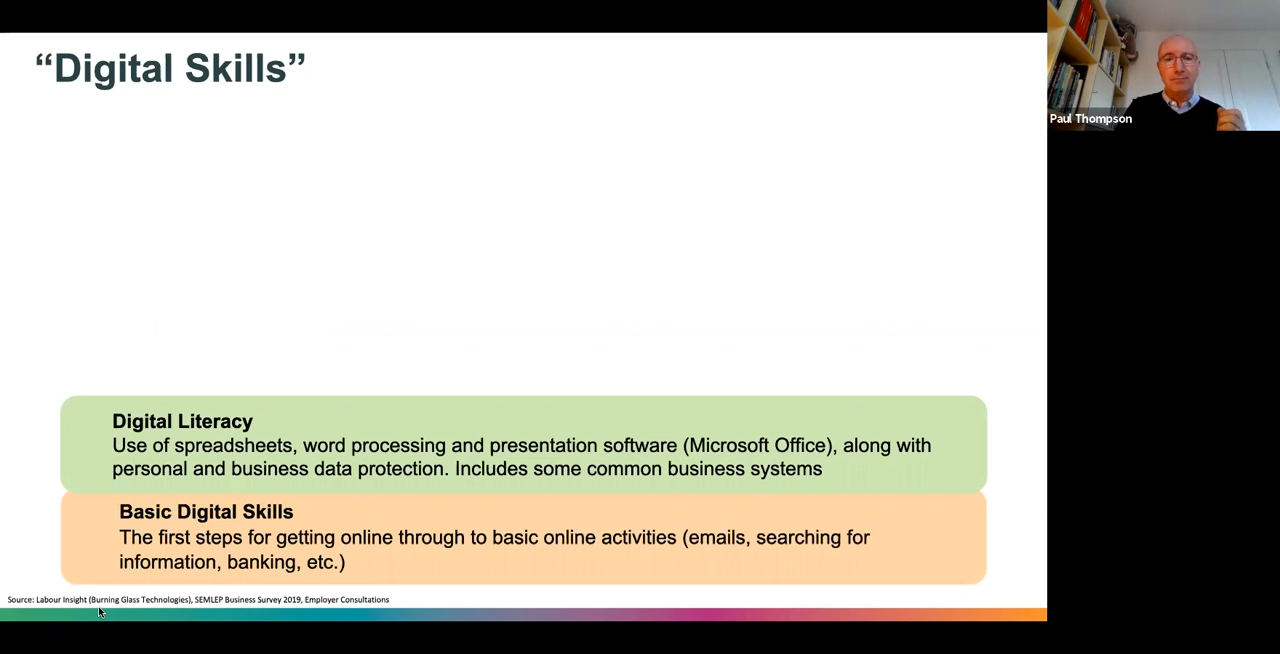 “Digital Skills”
Paul Thompson
Digital Literacy
Use of spreadsheets, word processing and presentation software (Microsoft Office), along with
personal and business data protection. Includes some common business systems
Basic Digital Skills
The first steps for getting online through to basic online activities (emails, searching for
information, banking, etc.)
Source: Labour Insight (Burning Glass Technologies), SEMLEP Business Survey 2019, Employer Consultations